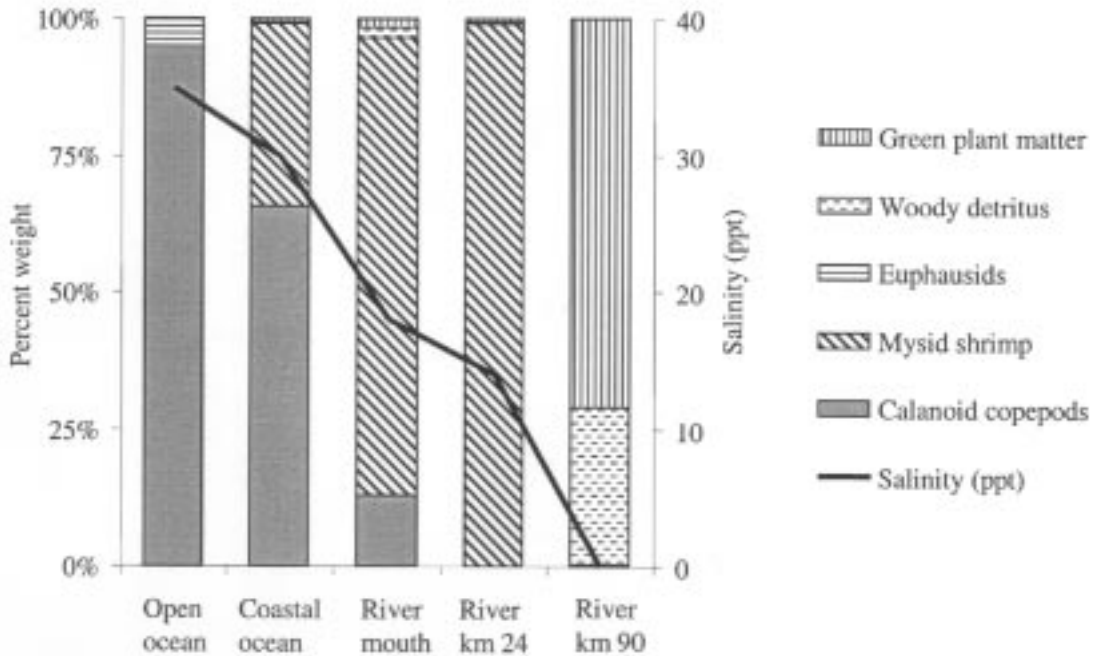 100%
75%
50%
25%
0%
Percent weight
40
30
20
10
0
Salinity (ppt)
Open
ocean
Coastal
ocean
River
mouth
River
km 24
River
km 90
Green plant matter
Woody detritus
Euphausids
Mysid shrimp
Calanoid copepods
Salinity (ppt)